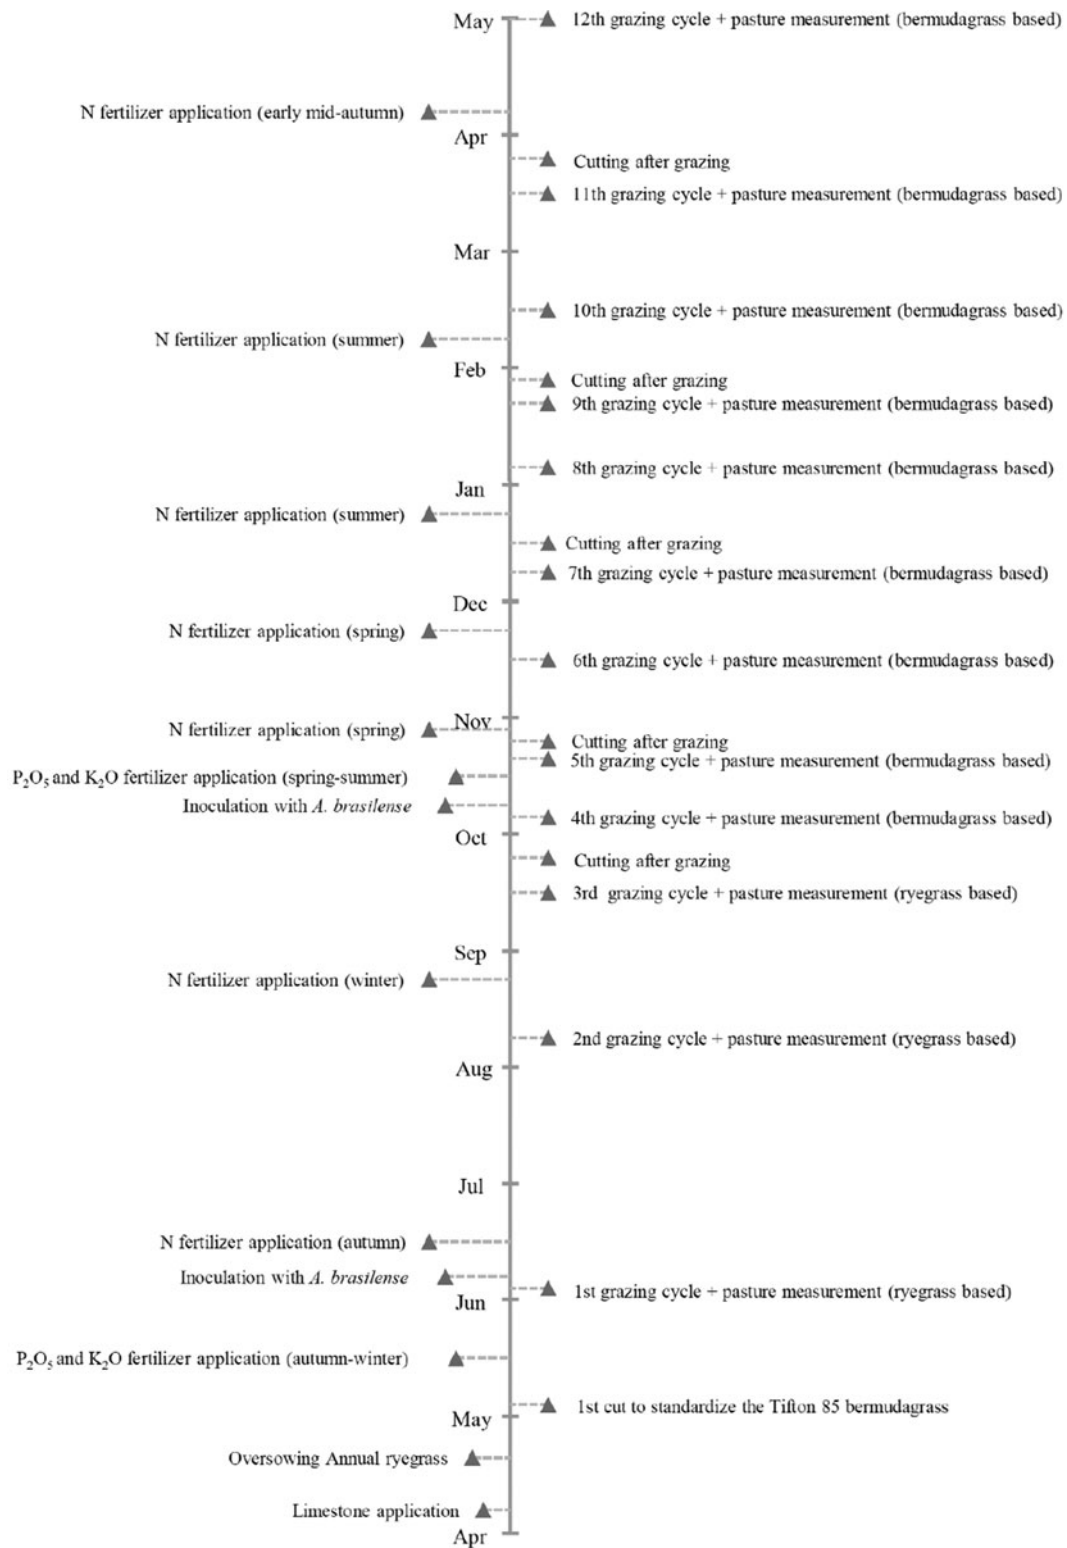 May
12th grazing cycle + pasture measurement (bermudagrass based)
N fertilizer application (early mid-autumn)
Apr
Cutting after grazing
11th grazing cycle + pasture measurement (bermudagrass based)
Mar
10th grazing cycle + pasture measurement (bermudagrass based)
N fertilizer application (summer)
Feb
Cutting after grazing
9th grazing cycle + pasture measurement (bermudagrass based)
8th grazing cycle + pasture measurement (bermudagrass based)
Jan
N fertilizer application (summer)
Cutting after grazing
7th grazing cycle + pasture measurement (bermudagrass based)
Dec
N fertilizer application (spring)
6th grazing cycle + pasture measurement (bermudagrass based)
Nov
N fertilizer application (spring)
Cutting after grazing
5th grazing cycle + pasture measurement (bermudagrass based)
P₂O₅ and K₂O fertilizer application (spring-summer)
Inoculation with A. brasilense
4th grazing cycle + pasture measurement (bermudagrass based)
Oct
Cutting after grazing
3rd grazing cycle + pasture measurement (ryegrass based)
Sep
N fertilizer application (winter)
2nd grazing cycle + pasture measurement (ryegrass based)
Aug
Jul
N fertilizer application (autumn)
Inoculation with A. brasilense
1st grazing cycle + pasture measurement (ryegrass based)
Jun
P₂O₅ and K₂O fertilizer application (autumn-winter)
1st cut to standardize the Tifton 85 bermudagrass
May
Oversowing Annual ryegrass
Limestone application
Apr